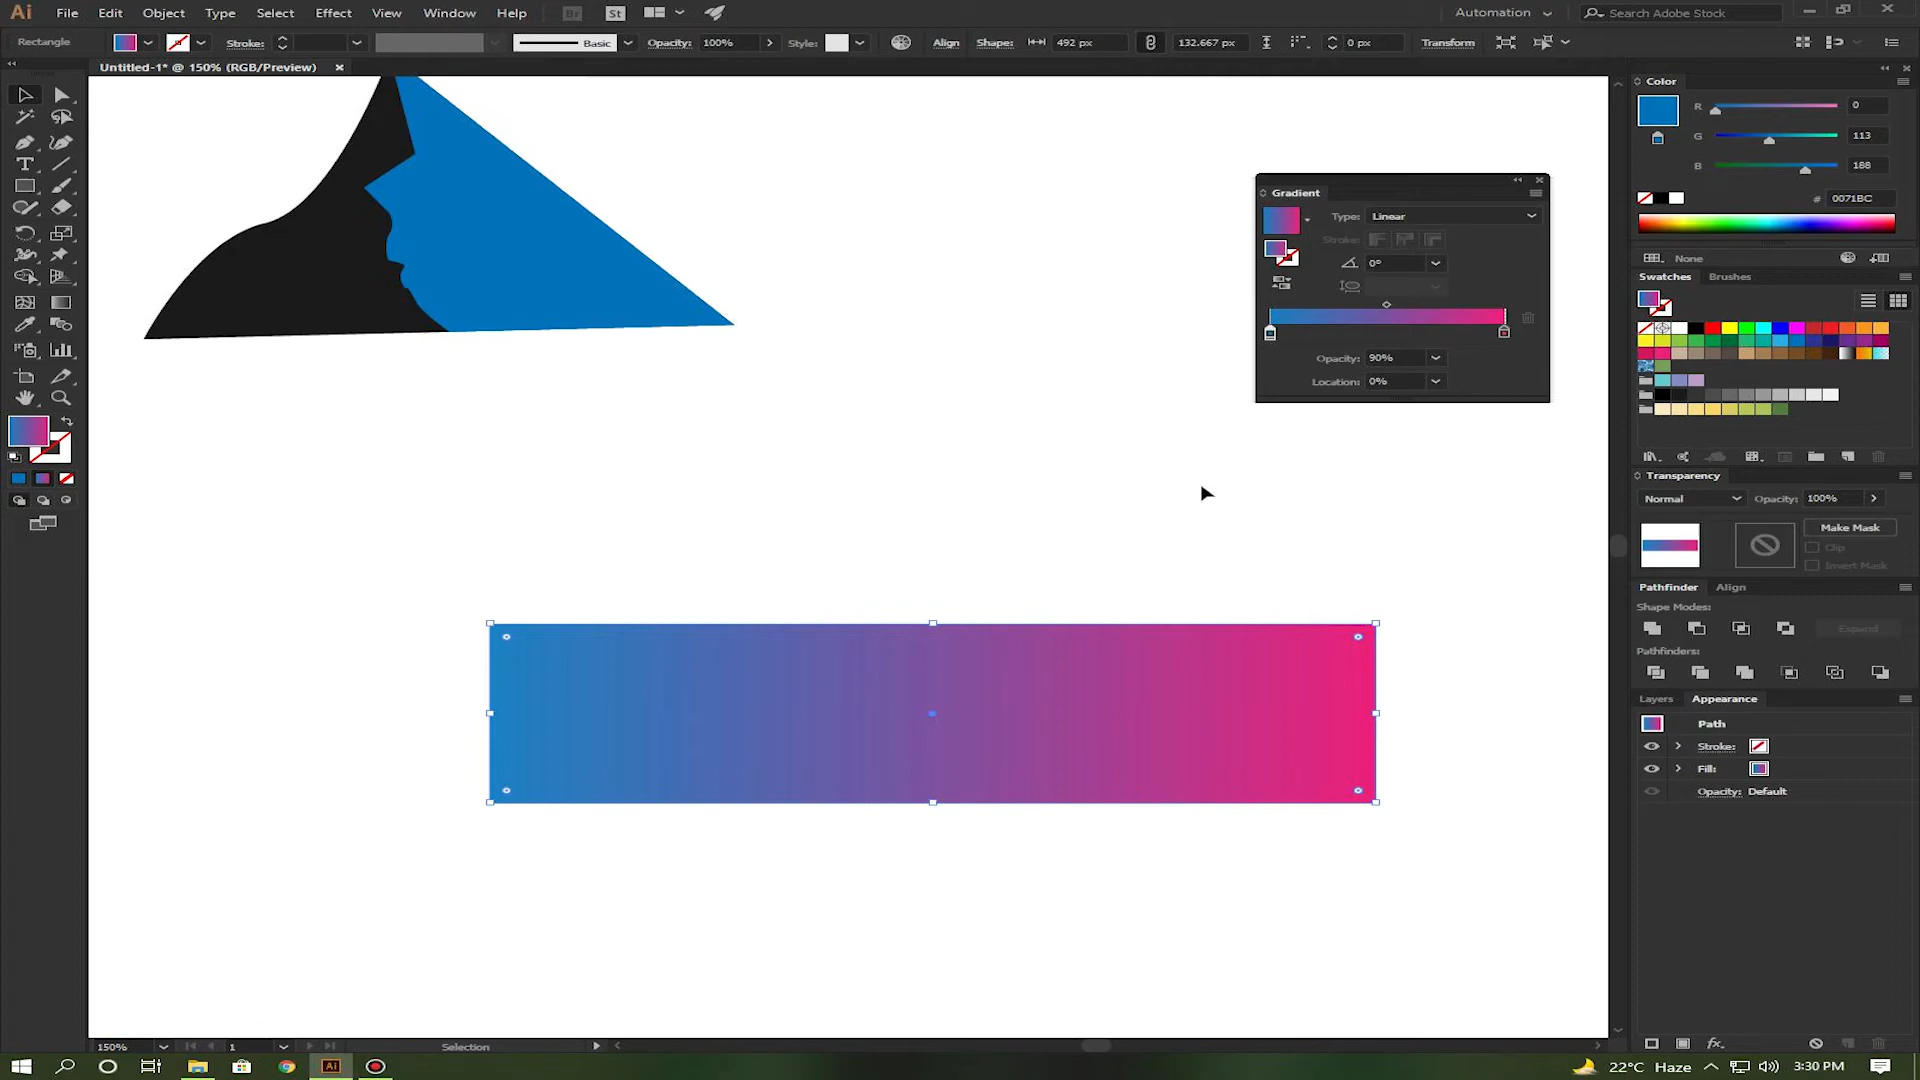 Ai File Edit Object Type Select Effect View Window Help Br St Automation Search Adobe Stock
Rectangle Stroke: Basic Opacity: 100% Style: Align Shape: 492 px 132.667 px 0 px Transform
Untitled-1* @ 150% (RGB/Preview)
Color
R 0
G 113
B 188
# 0071BC
None
Swatches Brushes
Gradient
Type: Linear
Stroke:
0°
Opacity: 90%
Location: 0%
Transparency
Normal Opacity: 100%
Make Mask
Clip
Invert Mask
Pathfinder Align
Shape Modes:
Expand
Pathfinders:
Layers Appearance
Path
Stroke:
Fill:
Opacity: Default
fx
150% 1 Selection
Ai 22°C Haze 3:30 PM